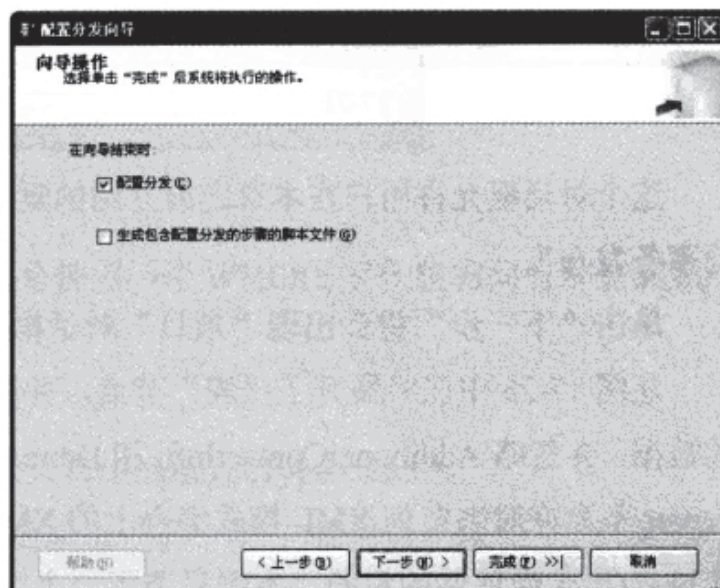 配置分发向导
向导操作
选择单击“完成”后系统将执行的操作。
在向导结束时:
配置分发(C)
生成包含配置分发的步骤的脚本文件(G)
帮助(H) <上一步(B) 下一步(N)> 完成(F)>>| 取消